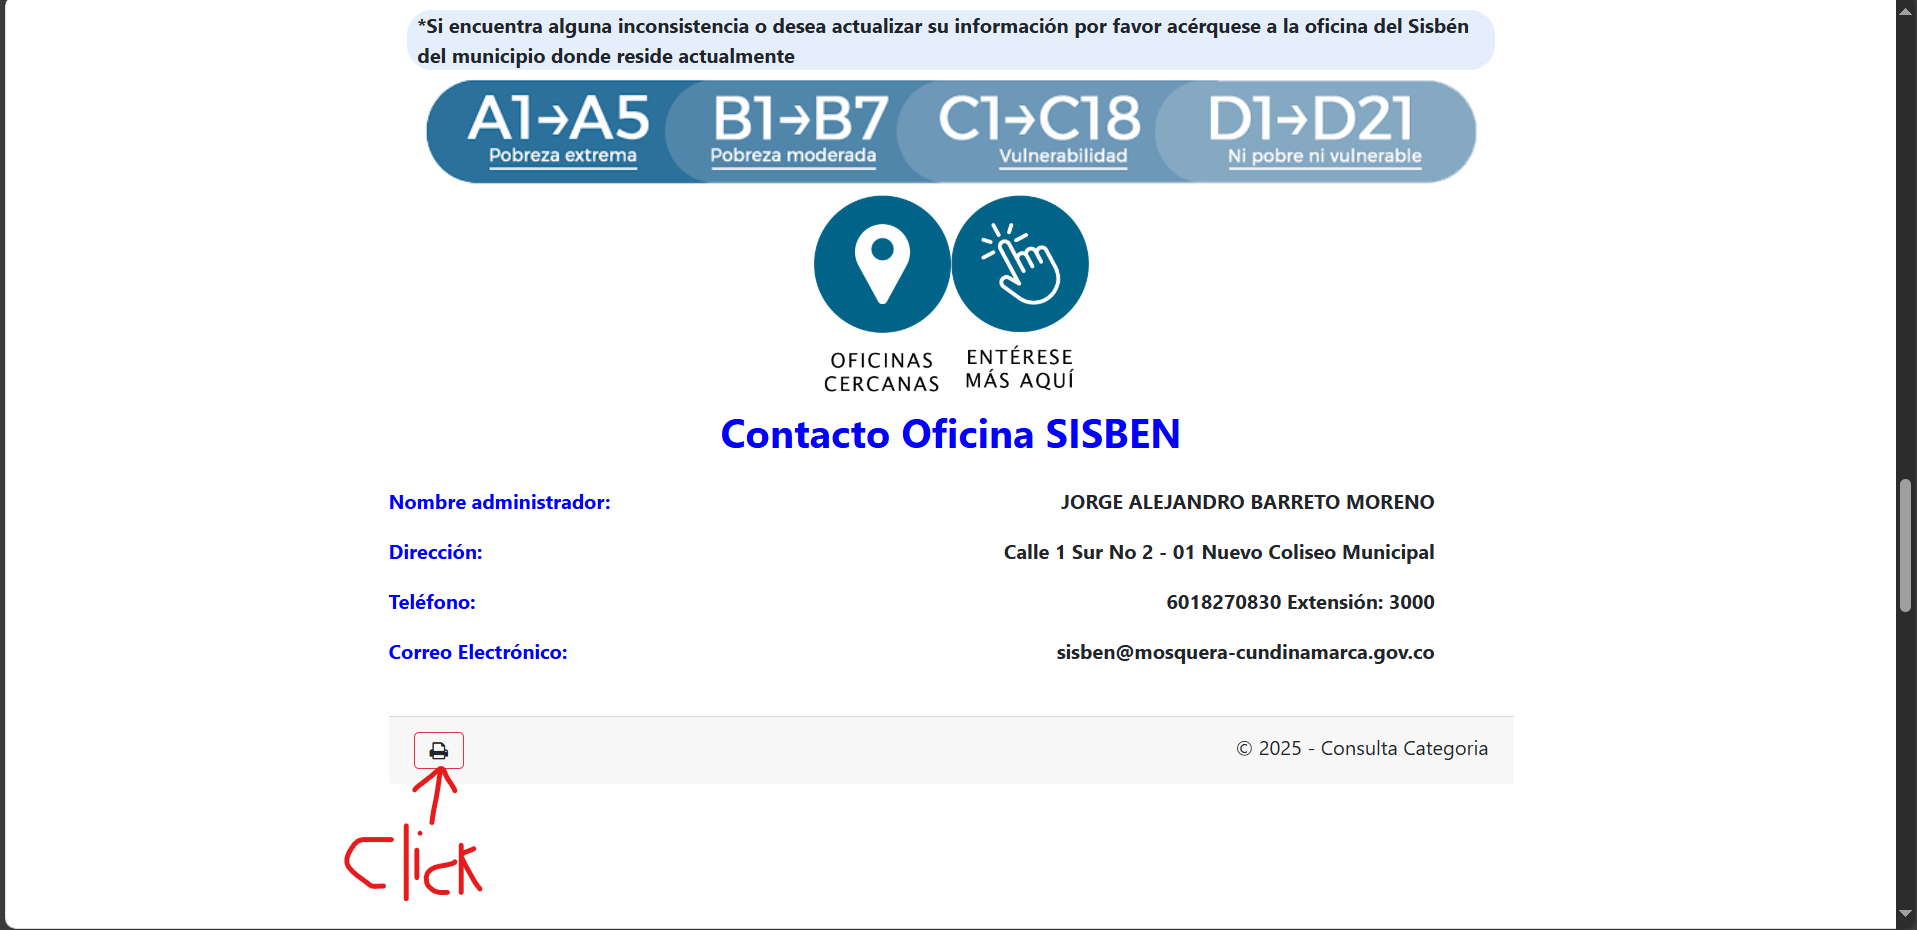 *Si encuentra alguna inconsistencia o desea actualizar su información por favor acérquese a la oficina del Sisbén
del municipio donde reside actualmente
A1→A5 B1→B7 C1→C18 D1→D21
Pobreza extrema Pobreza moderada Vulnerabilidad Ni pobre ni vulnerable
OFICINAS
CERCANAS
ENTÉRESE
MÁS AQUÍ
Contacto Oficina SISBEN
Nombre administrador: JORGE ALEJANDRO BARRETO MORENO
Dirección: Calle 1 Sur No 2 - 01 Nuevo Coliseo Municipal
Teléfono: 6018270830 Extensión: 3000
Correo Electrónico: sisben@mosquera-cundinamarca.gov.co
© 2025 - Consulta Categoria
Click